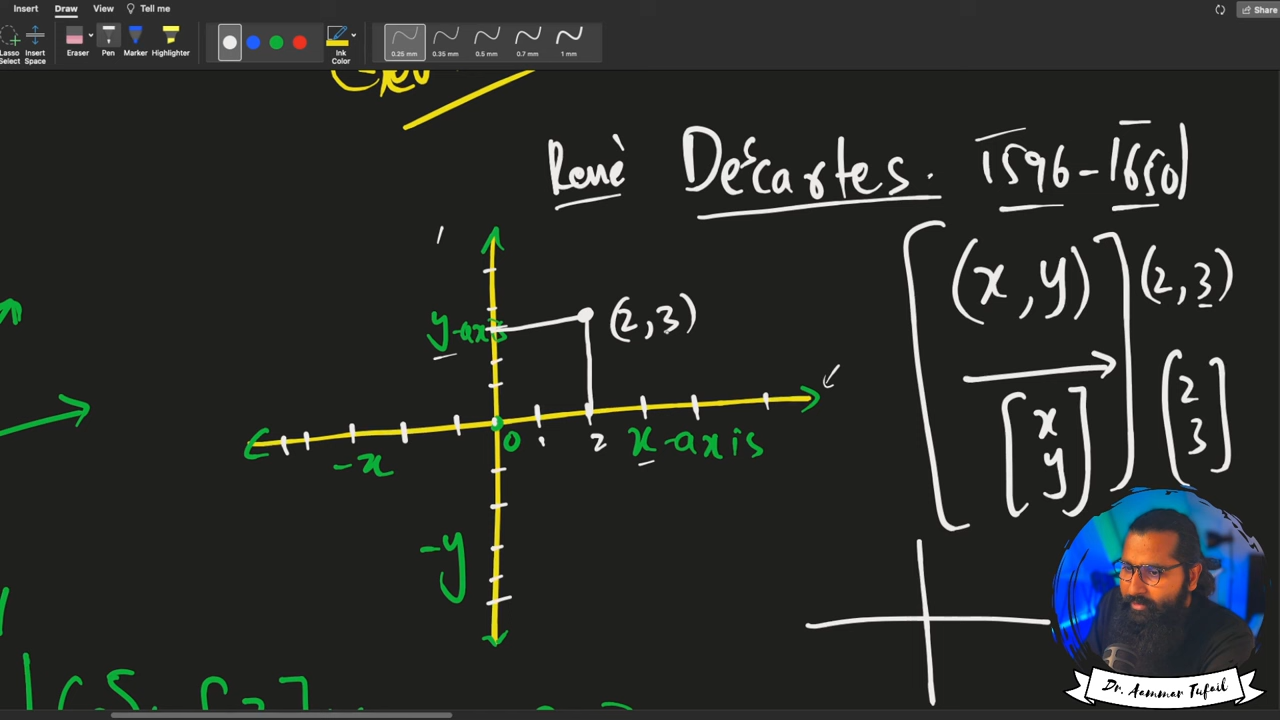 Insert Draw View Tell me
Share
Lasso Select
Insert Space
Eraser
Pen
Marker
Highlighter
Ink Color
0.25 mm
0.35 mm
0.5 mm
0.7 mm
1 mm
René Descartes. 1596-1650
y-axis
(2,3)
0
1
2
x-axis
-x
-y
(x,y)
(2,3)
[x
y]
[2
3]
Dr. Aammar Tufail